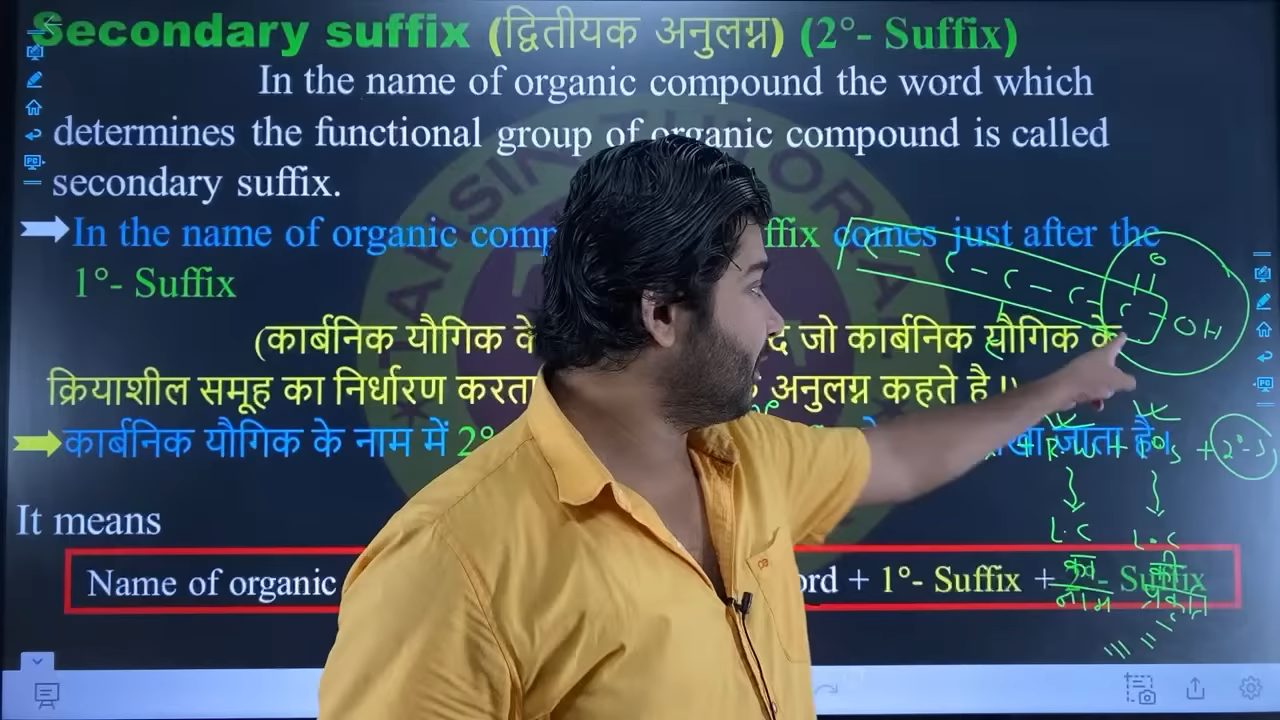 Secondary suffix (द्वितीयक अनुलग्न) (2°- Suffix)
In the name of organic compound the word which
determines the functional group of organic compound is called
secondary suffix.
In the name of organic comp ffix comes just after the
1°- Suffix
O
C - C - C - C - C - OH
(कार्बनिक यौगिक के द जो कार्बनिक यौगिक के
क्रियाशील समूह का निर्धारण करता अनुलग्न कहते है।)
कार्बनिक यौगिक के नाम में 2° खा जाता है।
+ 1°-S + 2°-S
It means
L.C L.C
का की
नाम
Name of organic ord + 1°- Suffix + 2°- Suffix